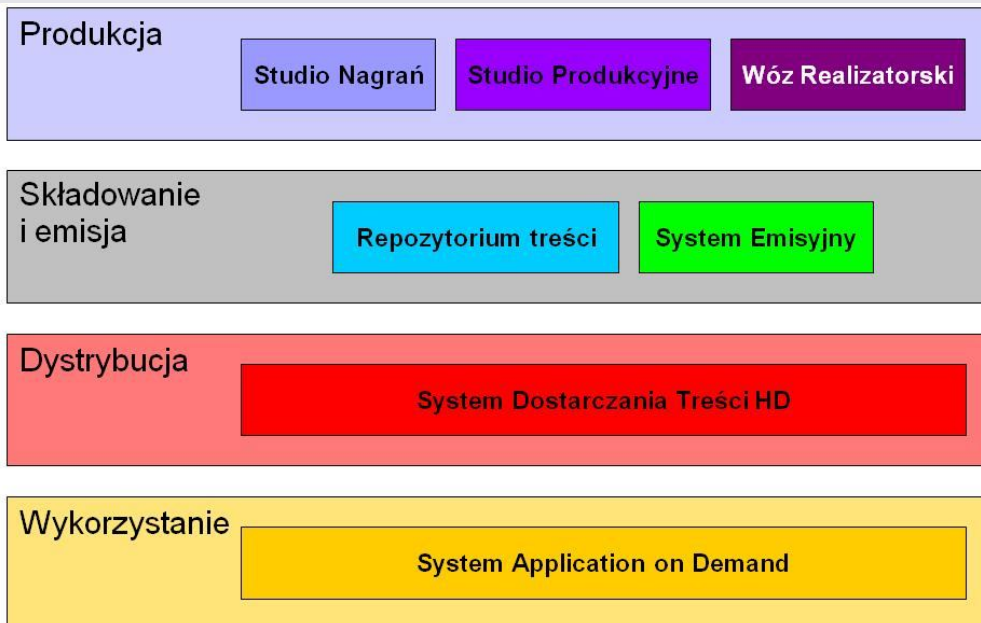 Produkcja
Studio Nagrań
Studio Produkcyjne
Wóz Realizatorski
Składowanie
i emisja
Repozytorium treści
System Emisyjny
Dystrybucja
System Dostarczania Treści HD
Wykorzystanie
System Application on Demand